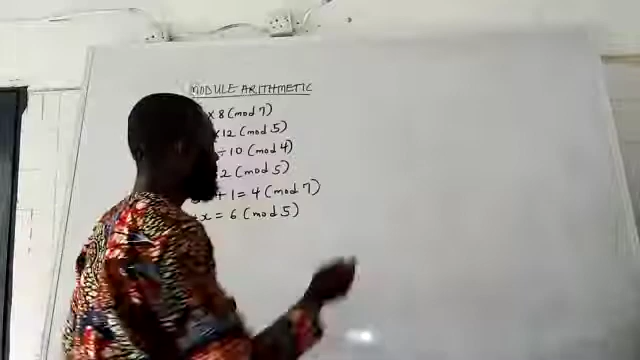 MODULE ARITHMETIC
× 8 (mod 7)
× 12 (mod 5)
÷ 10 (mod 4)
2 (mod 5)
+ 1 = 4 (mod 7)
x = 6 (mod 5)